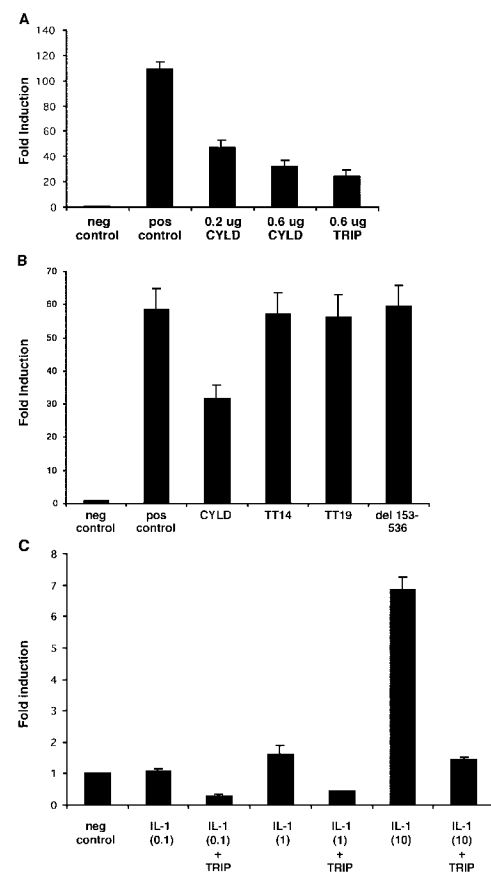 A
Fold Induction
140
120
100
80
60
40
20
0
neg control
pos control
0.2 ug CYLD
0.6 ug CYLD
0.6 ug TRIP
B
Fold Induction
70
60
50
40
30
20
10
0
neg control
pos control
CYLD
TT14
TT19
del 153-536
C
Fold induction
8
7
6
5
4
3
2
1
0
neg control
IL-1 (0.1)
IL-1 (0.1) + TRIP
IL-1 (1)
IL-1 (1) + TRIP
IL-1 (10)
IL-1 (10) + TRIP